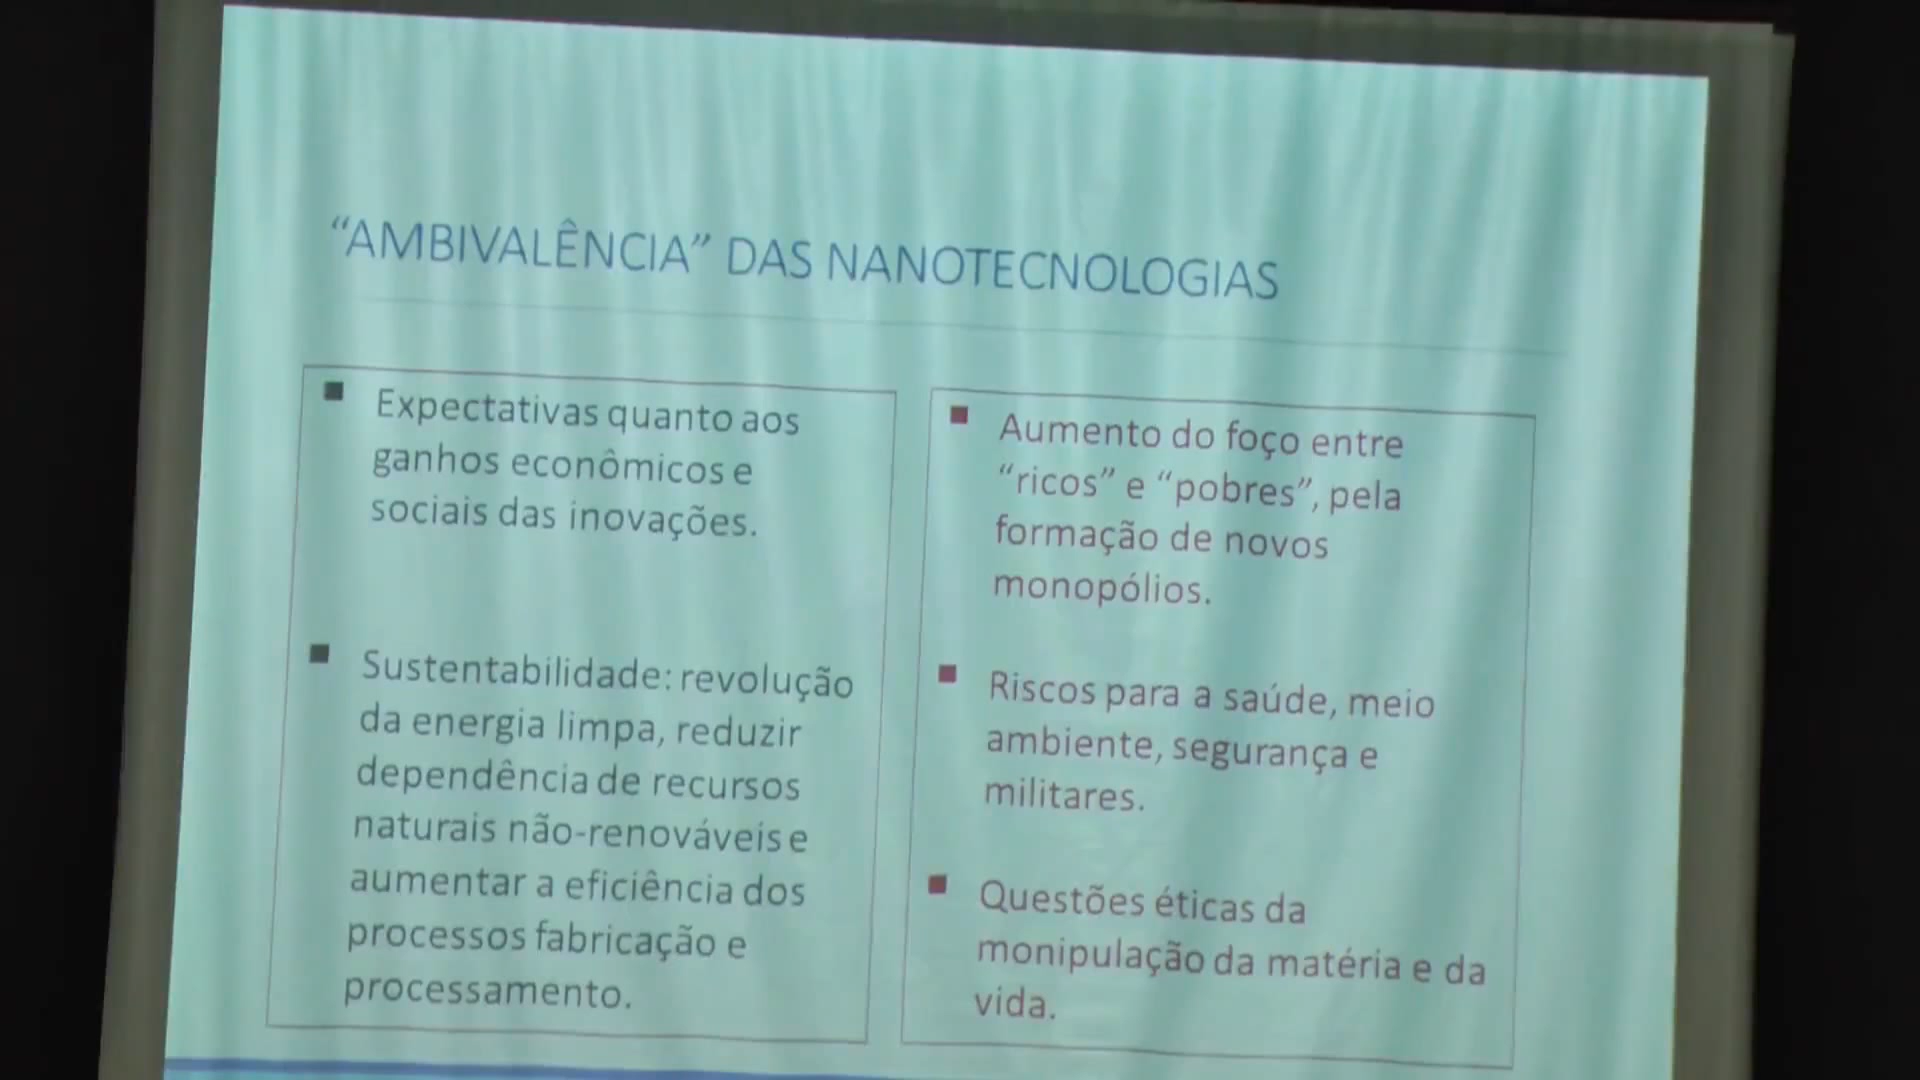 “AMBIVALÊNCIA” DAS NANOTECNOLOGIAS
Expectativas quanto aos
ganhos econômicos e
sociais das inovações.
Sustentabilidade: revolução
da energia limpa, reduzir
dependência de recursos
naturais não-renováveis e
aumentar a eficiência dos
processos fabricação e
processamento.
Aumento do foço entre
“ricos” e “pobres”, pela
formação de novos
monopólios.
Riscos para a saúde, meio
ambiente, segurança e
militares.
Questões éticas da
monipulação da matéria e da
vida.